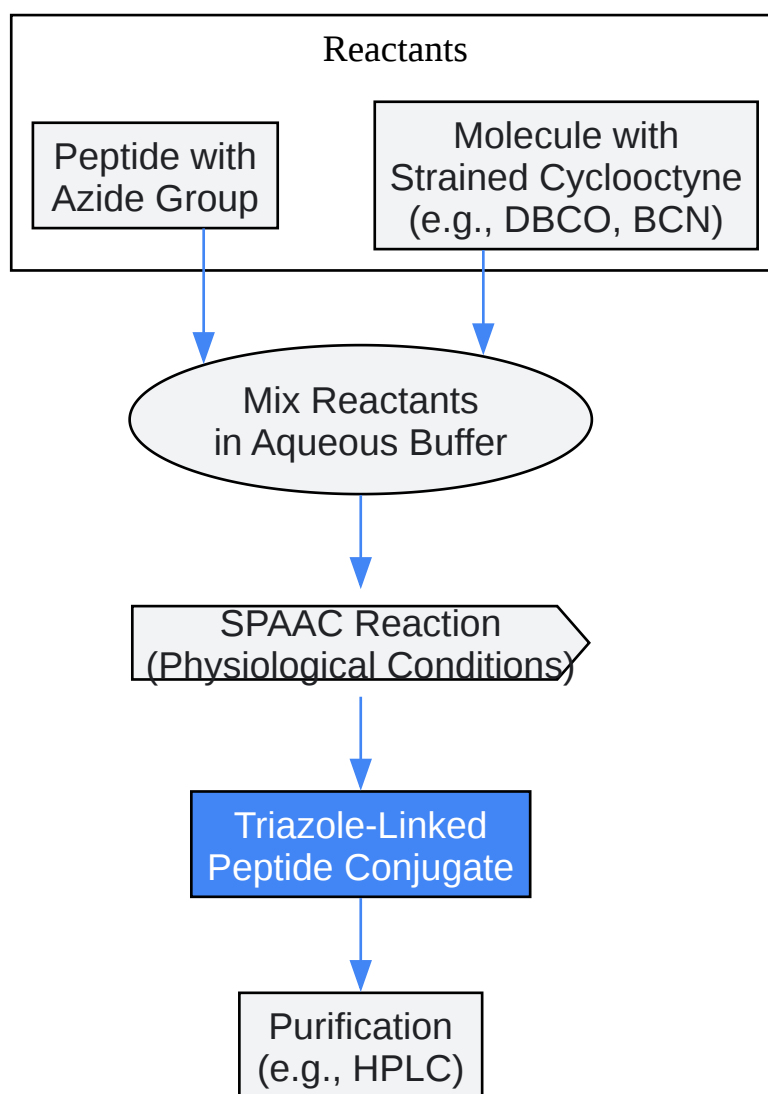 Reactants
Peptide with
Azide Group
Molecule with
Strained Cyclooctyne
(e.g., DBCO, BCN)
Mix Reactants
in Aqueous Buffer
SPAAC Reaction
(Physiological Conditions)
Triazole-Linked
Peptide Conjugate
Purification
(e.g., HPLC)